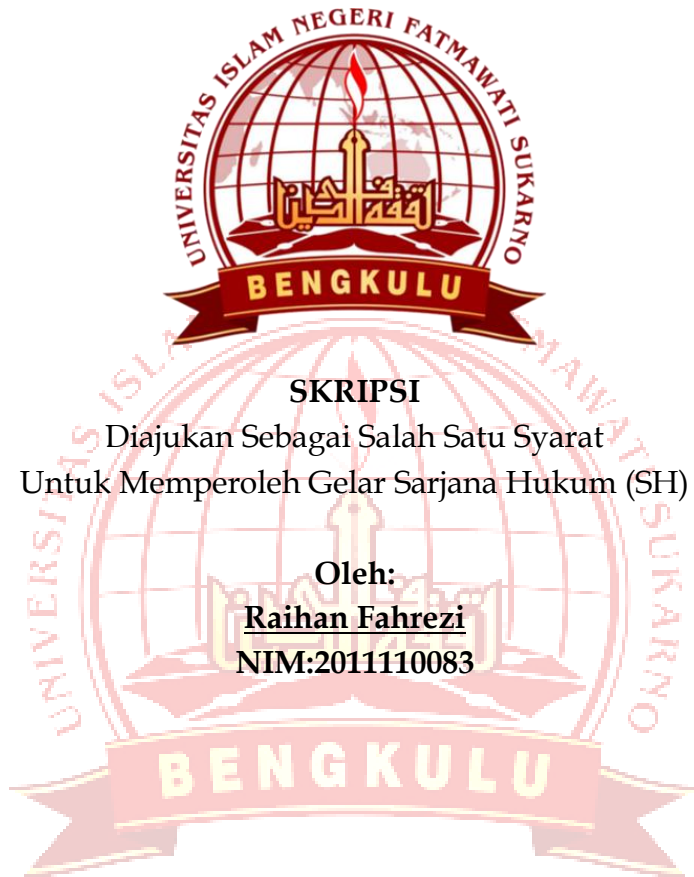 UNIVERSITAS ISLAM NEGERI FATMAWATI SUKARNO
BENGKULU
SKRIPSI
Diajukan Sebagai Salah Satu Syarat
Untuk Memperoleh Gelar Sarjana Hukum (SH)
Oleh:
Raihan Fahrezi
NIM:2011110083
BENGKULU